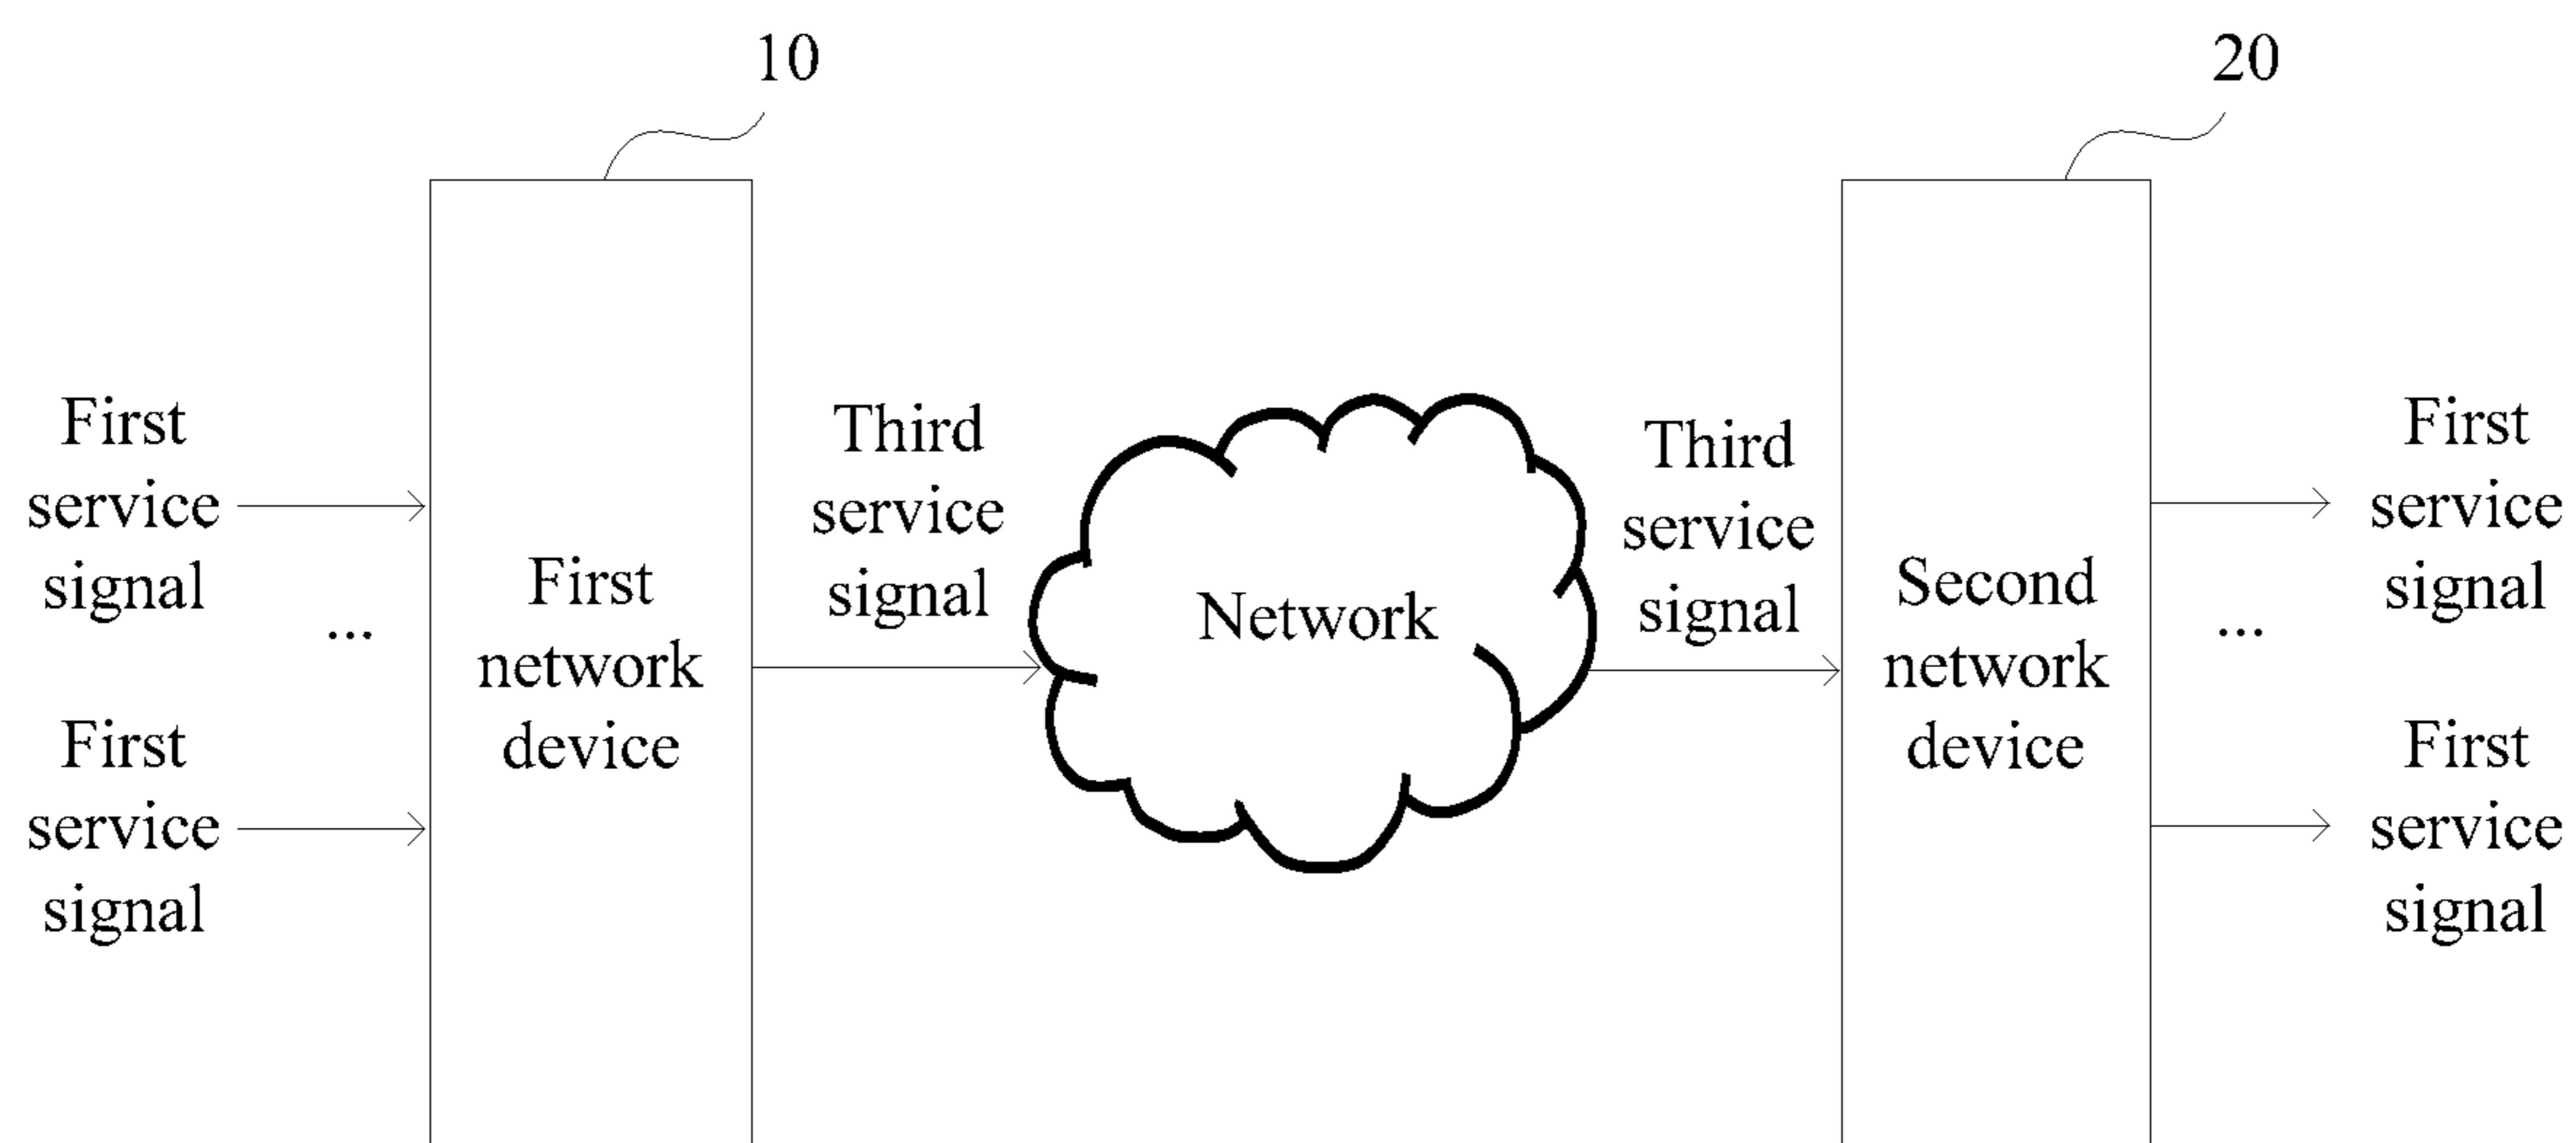 10
20
First
service
signal
...
First
service
signal
First
network
device
Third
service
signal
Network
Third
service
signal
Second
network
device
First
service
signal
...
First
service
signal